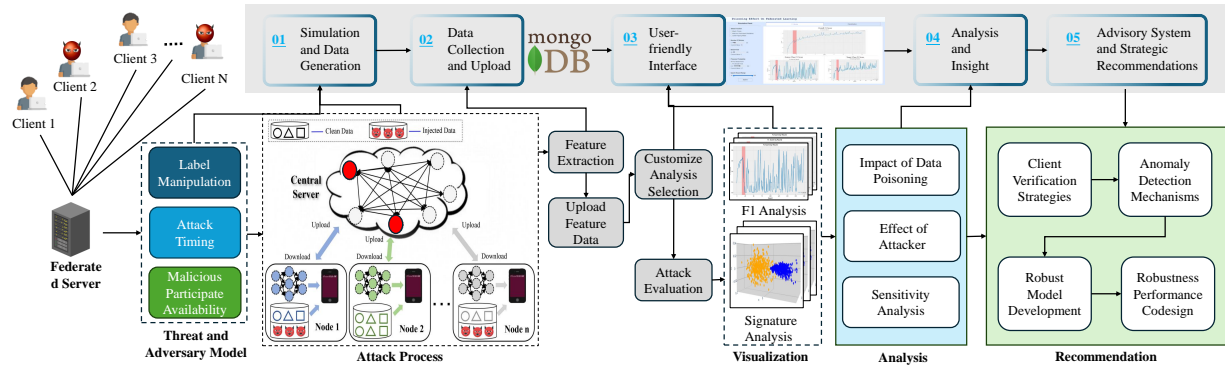 Client 1
Client 2
Client 3
....
Client N
Federate
d Server
01
Simulation
and Data
Generation
02
Data
Collection
and Upload
mongo
DB
03
User-
friendly
Interface
04
Analysis
and
Insight
05
Advisory System
and Strategic
Recommendations
Label
Manipulation
Attack
Timing
Malicious
Participate
Availability
Threat and
Adversary Model
Clean Data
Injected Data
Central
Server
Upload
Upload
Upload
Download
Download
Download
Node 1
Node 2
...
Node n
Attack Process
Feature
Extraction
Upload
Feature
Data
Customize
Analysis
Selection
Attack
Evaluation
F1 Analysis
Signature
Analysis
Visualization
Impact of Data
Poisoning
Effect of
Attacker
Sensitivity
Analysis
Analysis
Client
Verification
Strategies
Anomaly
Detection
Mechanisms
Robust
Model
Development
Robustness
Performance
Codesign
Recommendation